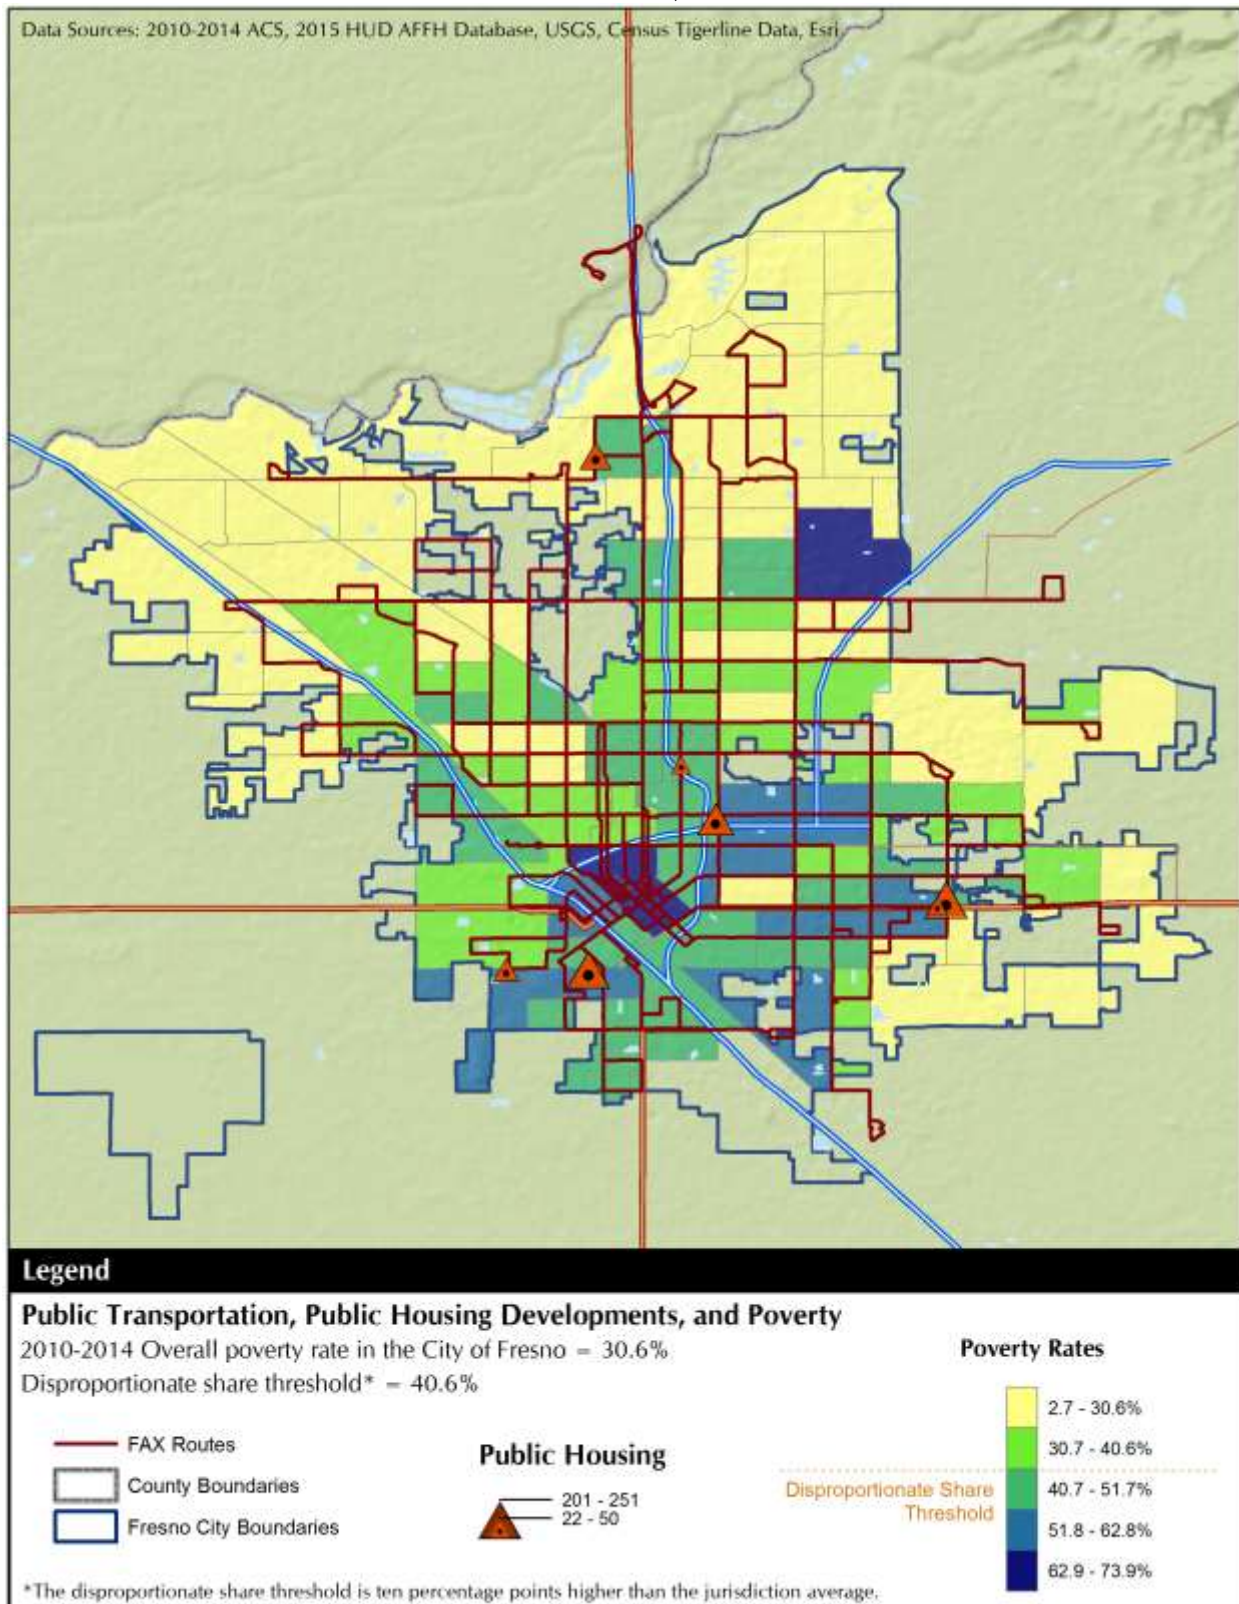 Data Sources: 2010-2014 ACS, 2015 HUD AFFH Database, USGS, Census Tigerline Data, Esri
Legend
Public Transportation, Public Housing Developments, and Poverty
2010-2014 Overall poverty rate in the City of Fresno = 30.6%
Disproportionate share threshold* = 40.6%
FAX Routes
County Boundaries
Fresno City Boundaries
Public Housing
201 - 251
22 - 50
Poverty Rates
2.7 - 30.6%
30.7 - 40.6%
Disproportionate Share
Threshold
40.7 - 51.7%
51.8 - 62.8%
62.9 - 73.9%
*The disproportionate share threshold is ten percentage points higher than the jurisdiction average.